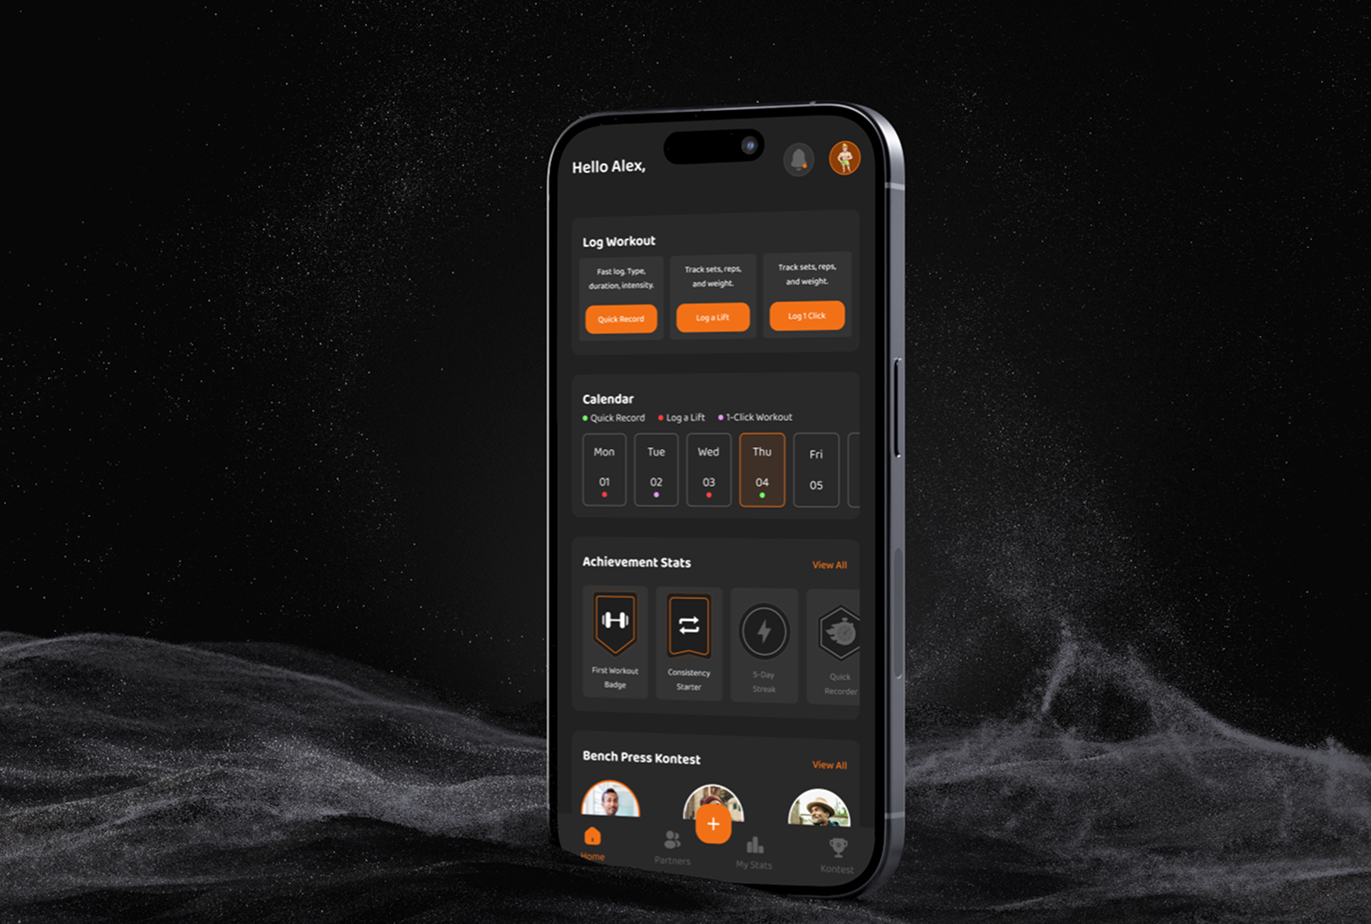 Hello Alex,
Log Workout
Fast log. Type,
duration, intensity.
Quick Record
Track sets, reps,
and weight.
Log a Lift
Track sets, reps,
and weight.
Log 1 Click
Calendar
Quick Record
Log a Lift
1-Click Workout
Mon
01
Tue
02
Wed
03
Thu
04
Fri
05
Achievement Stats
View All
First Workout
Badge
Consistency
Starter
5-Day
Streak
Quick
Recorder
Bench Press Kontest
View All
Home
Partners
+
My Stats
Kontest